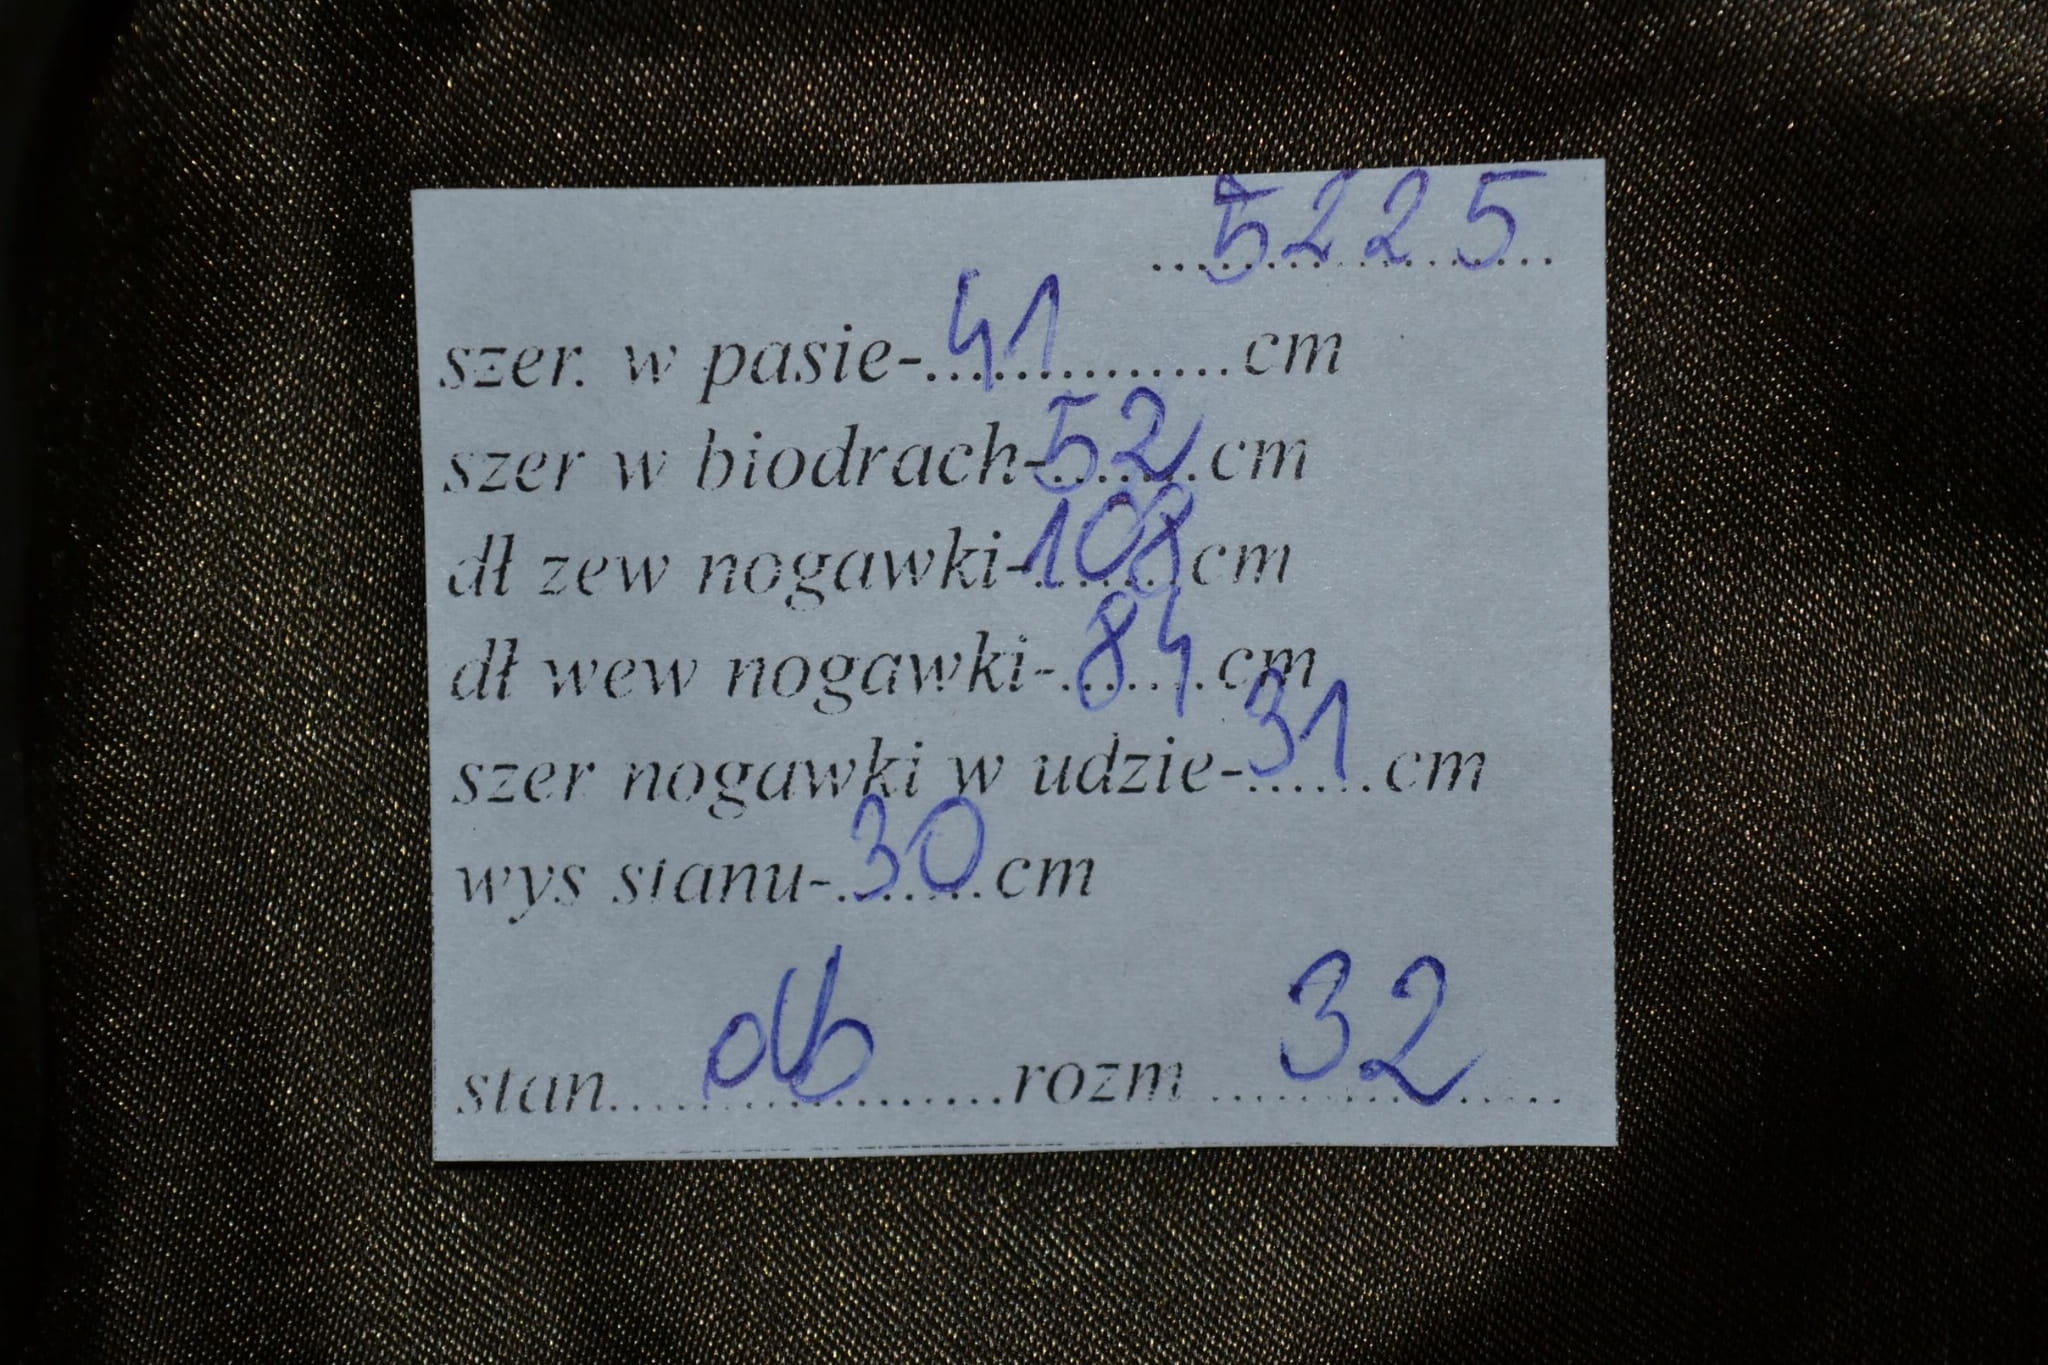 5225
szer. w pasie-41cm
szer w biodrach-52cm
dł zew nogawki-108cm
dł wew nogawki-84cm
szer nogawki w udzie-31cm
wys stanu-30cm
stan db rozm 32